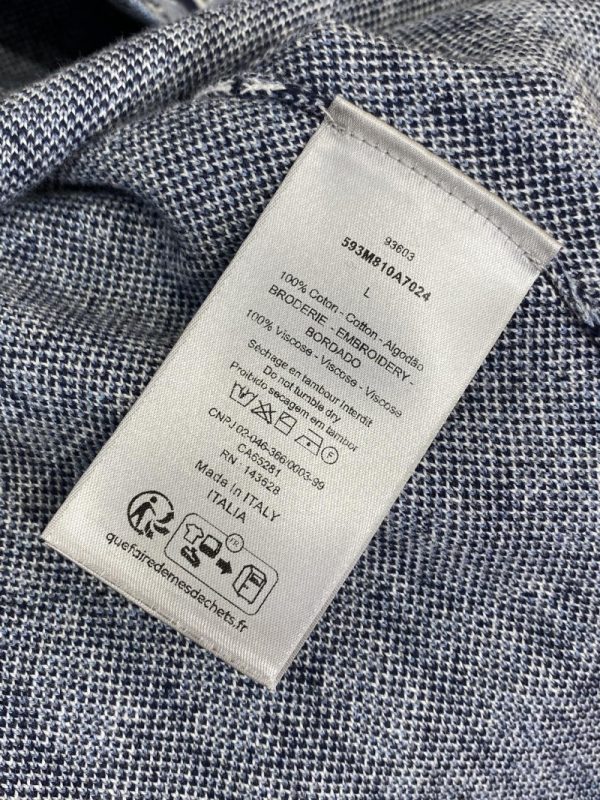 93603
593M810A7024
L
100% Coton - Cotton - Algodão
BRODERIE - EMBROIDERY -
BORDADO
100% Viscose - Viscose - Viscose
Séchage en tambour Interdit
Do not tumble dry
Proibido secagem em tambor
F
CNPJ 02-046-366/0003-99
CA65281
RN 143628
Made In ITALY
ITALIA
FR
quefairedemesdechets.fr